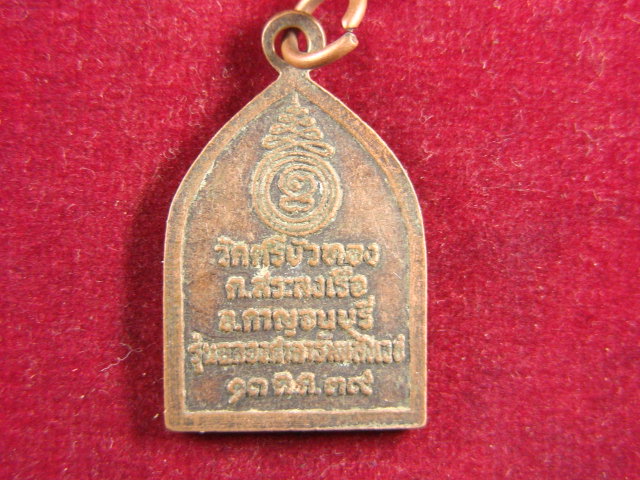 วัดศรีบัวทอง
ต.สระลงเรือ
จ.กาญจนบุรี
๑๓ ต.ค. ๓๙